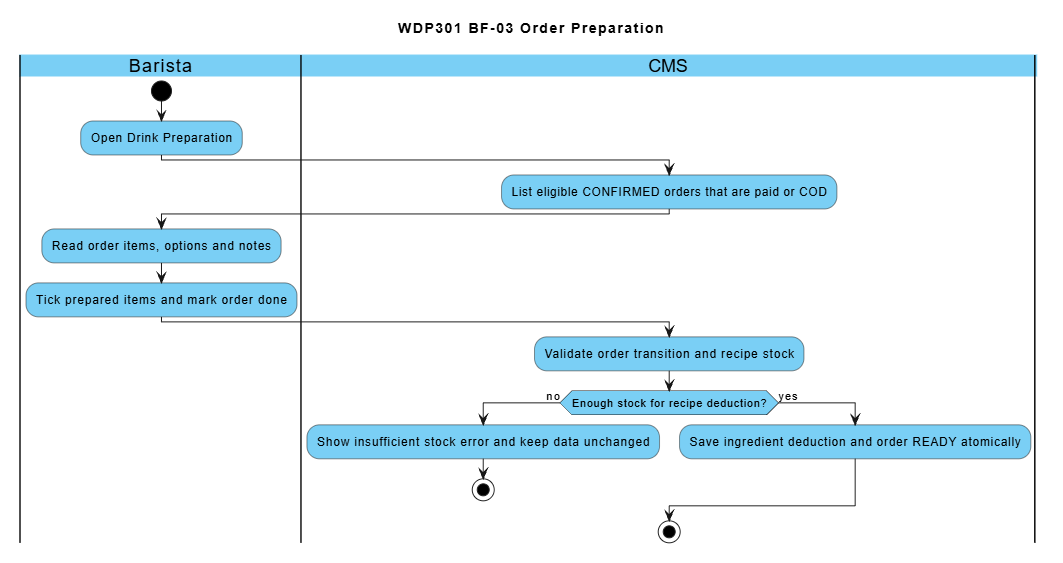 WDP301 BF-03 Order Preparation
Barista
CMS
Open Drink Preparation
List eligible CONFIRMED orders that are paid or COD
Read order items, options and notes
Tick prepared items and mark order done
Validate order transition and recipe stock
no
Enough stock for recipe deduction?
yes
Show insufficient stock error and keep data unchanged
Save ingredient deduction and order READY atomically